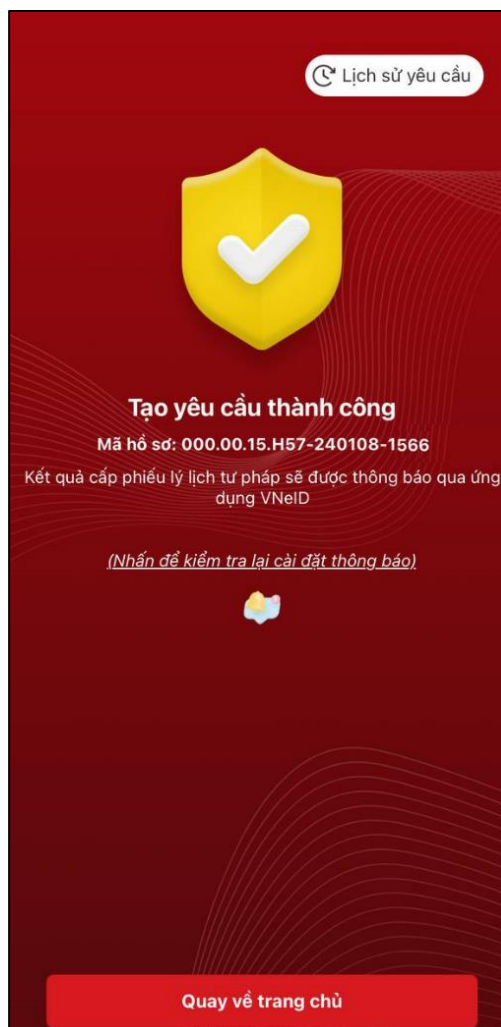 Lịch sử yêu cầu
Tạo yêu cầu thành công
Mã hồ sơ: 000.00.15.H57-240108-1566
Kết quả cấp phiếu lý lịch tư pháp sẽ được thông báo qua ứng
dụng VNeID
(Nhấn để kiểm tra lại cài đặt thông báo)
Quay về trang chủ